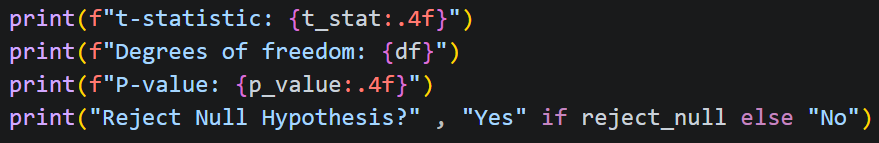 print(f"t-statistic: {t_stat:.4f}")
print(f"Degrees of freedom: {df}")
print(f"P-value: {p_value:.4f}")
print("Reject Null Hypothesis?" , "Yes" if reject_null else "No")